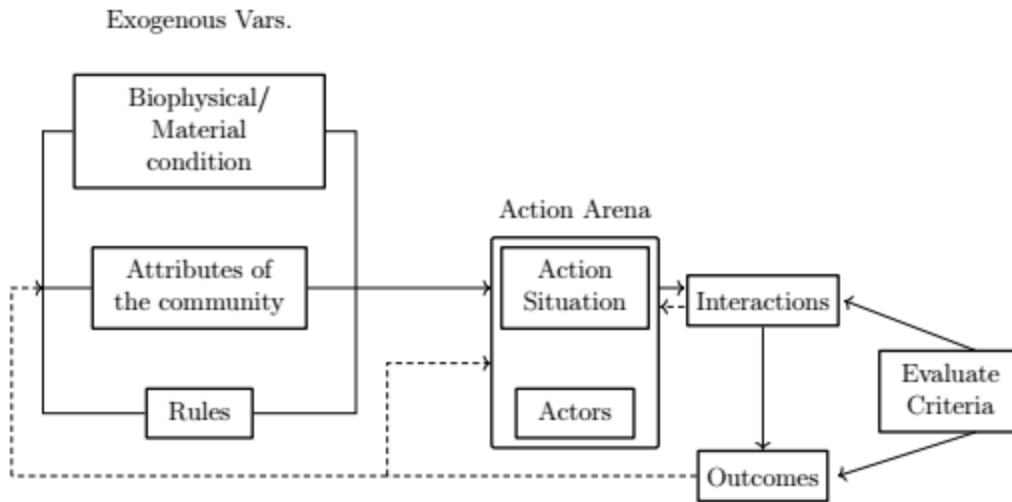 Exogenous Vars.
Biophysical/
Material
condition
Attributes of
the community
Rules
Action Arena
Action
Situation
Actors
Interactions
Outcomes
Evaluate
Criteria